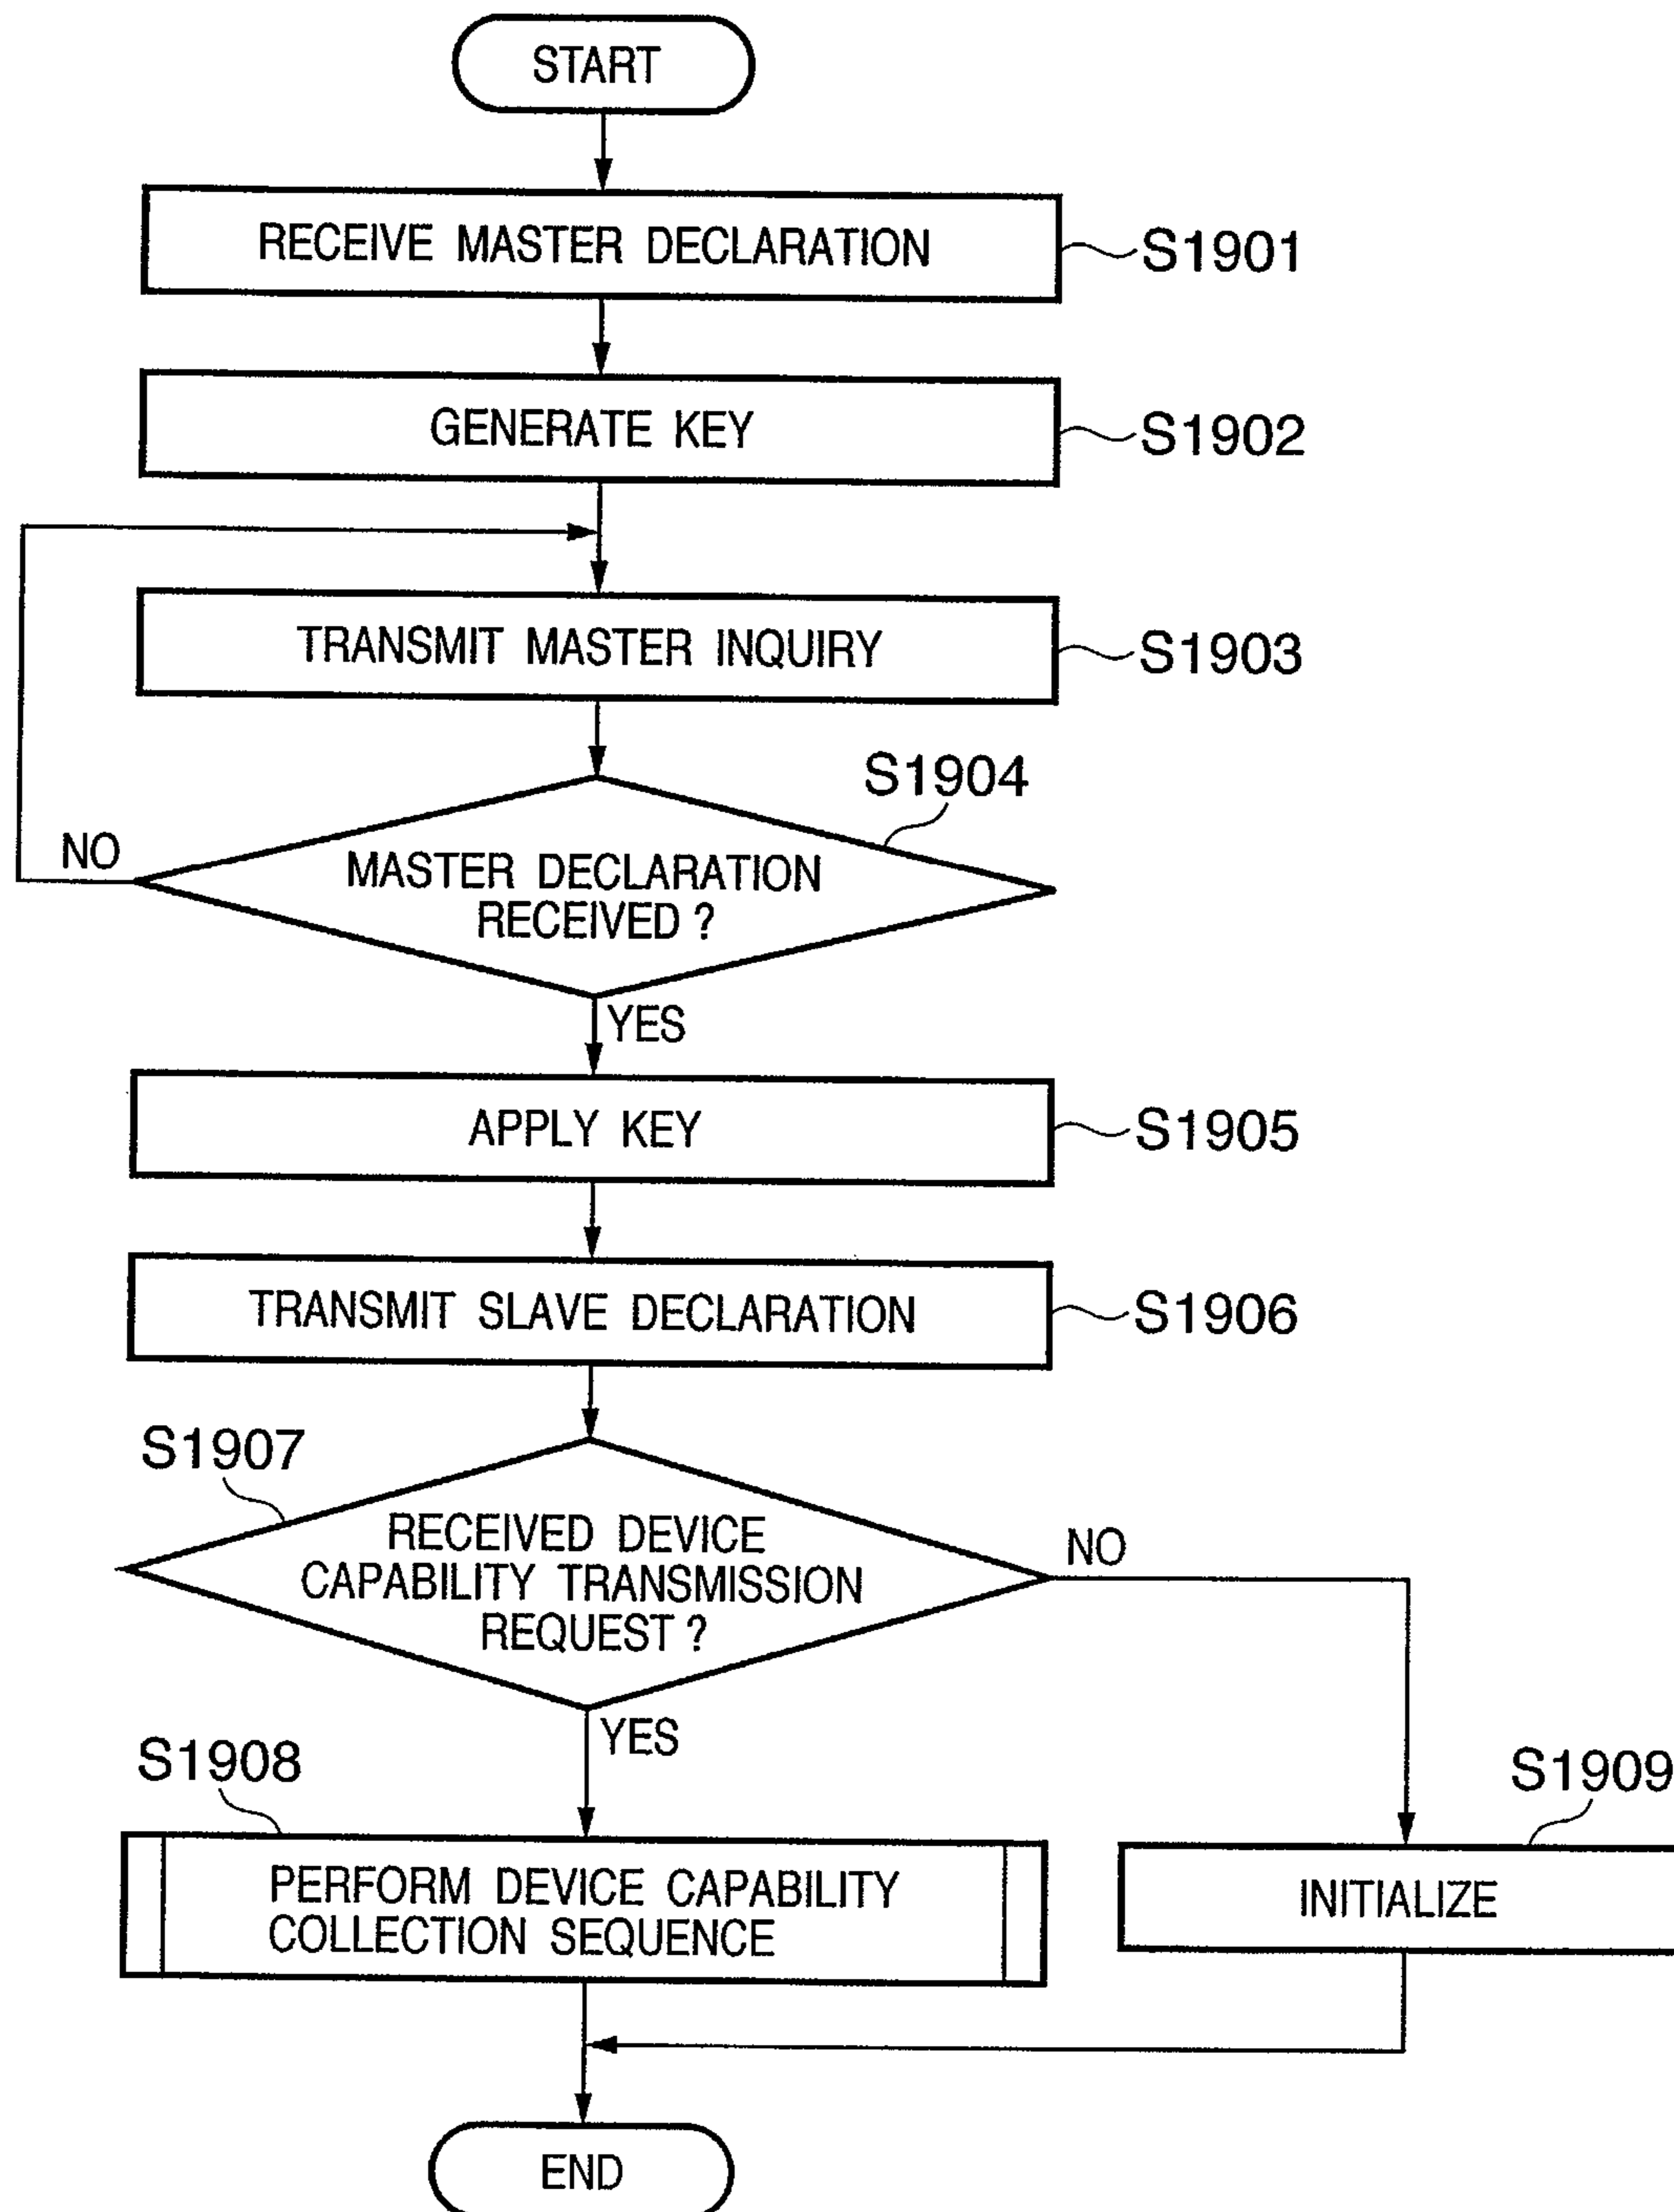 START
RECEIVE MASTER DECLARATION
S1901
GENERATE KEY
S1902
TRANSMIT MASTER INQUIRY
S1903
S1904
NO
MASTER DECLARATION
RECEIVED ?
YES
APPLY KEY
S1905
TRANSMIT SLAVE DECLARATION
S1906
S1907
RECEIVED DEVICE
CAPABILITY TRANSMISSION
REQUEST ?
NO
YES
S1908
PERFORM DEVICE CAPABILITY
COLLECTION SEQUENCE
S1909
INITIALIZE
END